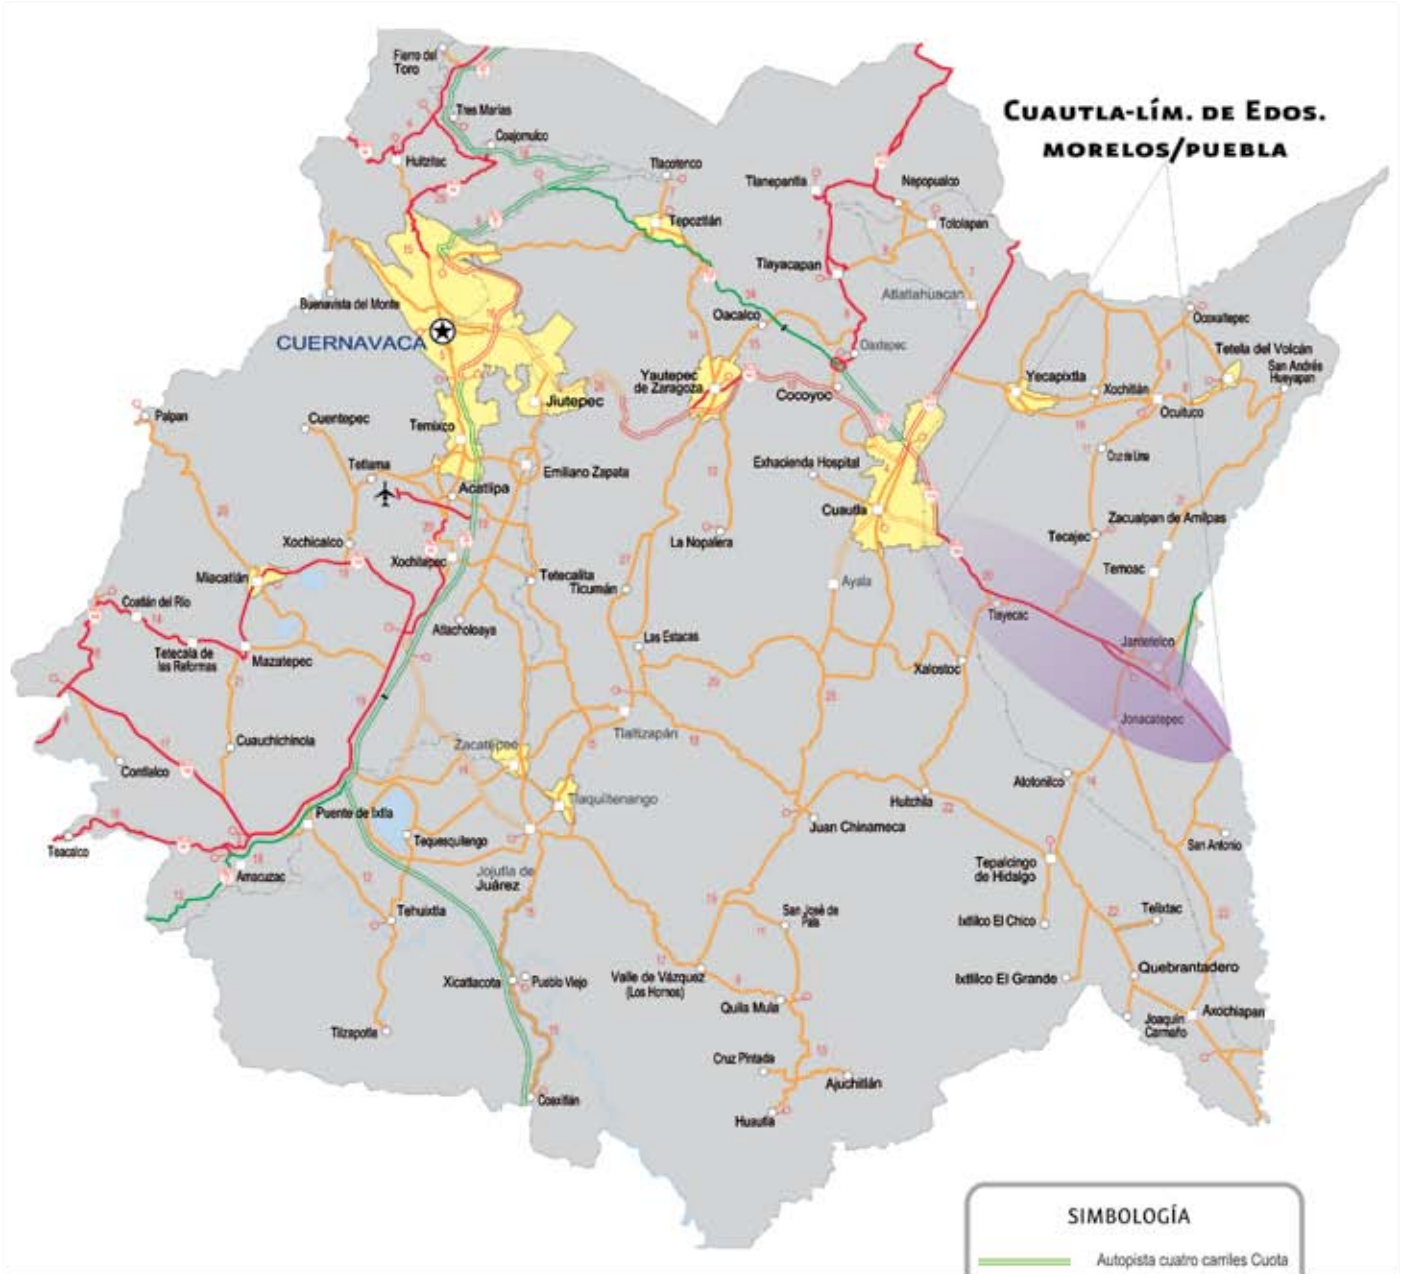 Fierro del
Toro
Tres Marías
Coajomulco
Huitzilac
Tlacotenco
Tepoztlán
CUAUTLA-LÍM. DE EDOS.
MORELOS/PUEBLA
Tlanepantla
Nepopualco
Totolapan
Tlayacapan
Atlatlahuacan
Buenavista del Monte
CUERNAVACA
Oacalco
Oaxtepec
Ocoxaltepec
Tetela del Volcán
San Andrés
Hueyapan
Yautepec
de Zaragoza
Cocoyoc
Yecapixtla
Xochitlán
Ocuituco
Jiutepec
Palpan
Cuentepec
Temixco
Tetlama
Emiliano Zapata
Acatlipa
Exhacienda Hospital
Cruz de Lima
Cuautla
Zacualpan de Amilpas
Tecajec
Temoac
La Nopalera
Xochicalco
Xochitepec
Miacatlán
Tetecalita
Ticumán
Ayala
Coatlán del Río
Tlayecac
Atlacholoaya
Las Estacas
Jantetelco
Tetecala de
las Reformas
Mazatepec
Xalostoc
Jonacatepec
Cuauchichinola
Zacatepec
Tlaltizapán
Contlalco
Atotonilco
Tlaquiltenango
Huitchila
Puente de Ixtla
Juan Chinameca
Teacalco
Tequesquitengo
San Antonio
Amacuzac
Jojutla de
Juárez
Tepalcingo
de Hidalgo
Tehuixtla
San José de
Pala
Ixtlilco El Chico
Telixtac
Xicatlacota
Pueblo Viejo
Valle de Vázquez
(Los Hornos)
Quila Mula
Ixtlilco El Grande
Quebrantadero
Tilzapotla
Joaquín
Camaño
Axochiapan
Cruz Pintada
Ajuchitlán
Coaxitlán
Huautla
SIMBOLOGÍA
Autopista cuatro carriles Cuota